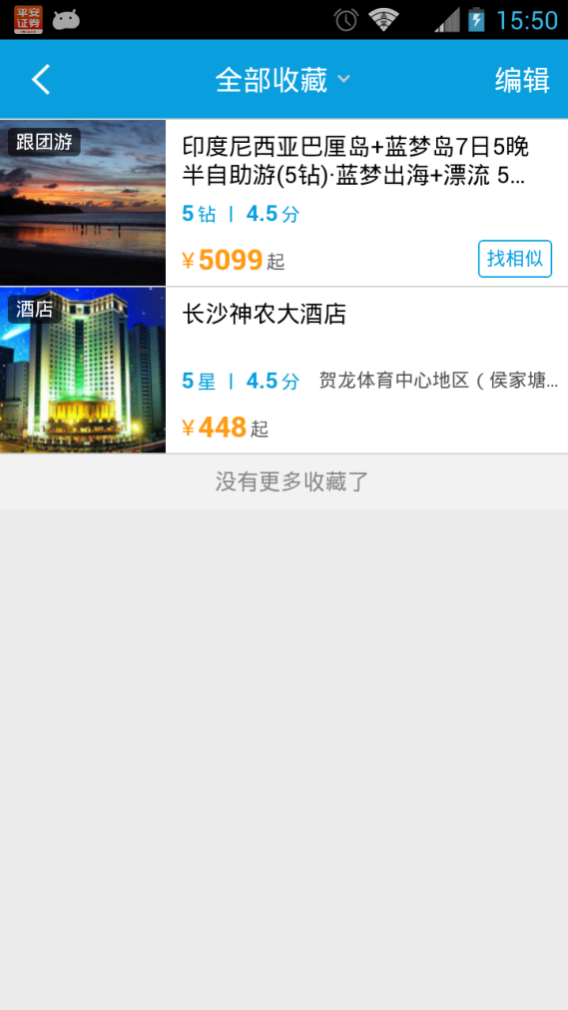 平安
证券
15:50
全部收藏
编辑
跟团游
印度尼西亚巴厘岛+蓝梦岛7日5晚
半自助游(5钻)·蓝梦出海+漂流 5...
5钻 | 4.5分
¥5099起
找相似
酒店
长沙神农大酒店
5星 | 4.5分 贺龙体育中心地区（侯家塘...
¥448起
没有更多收藏了